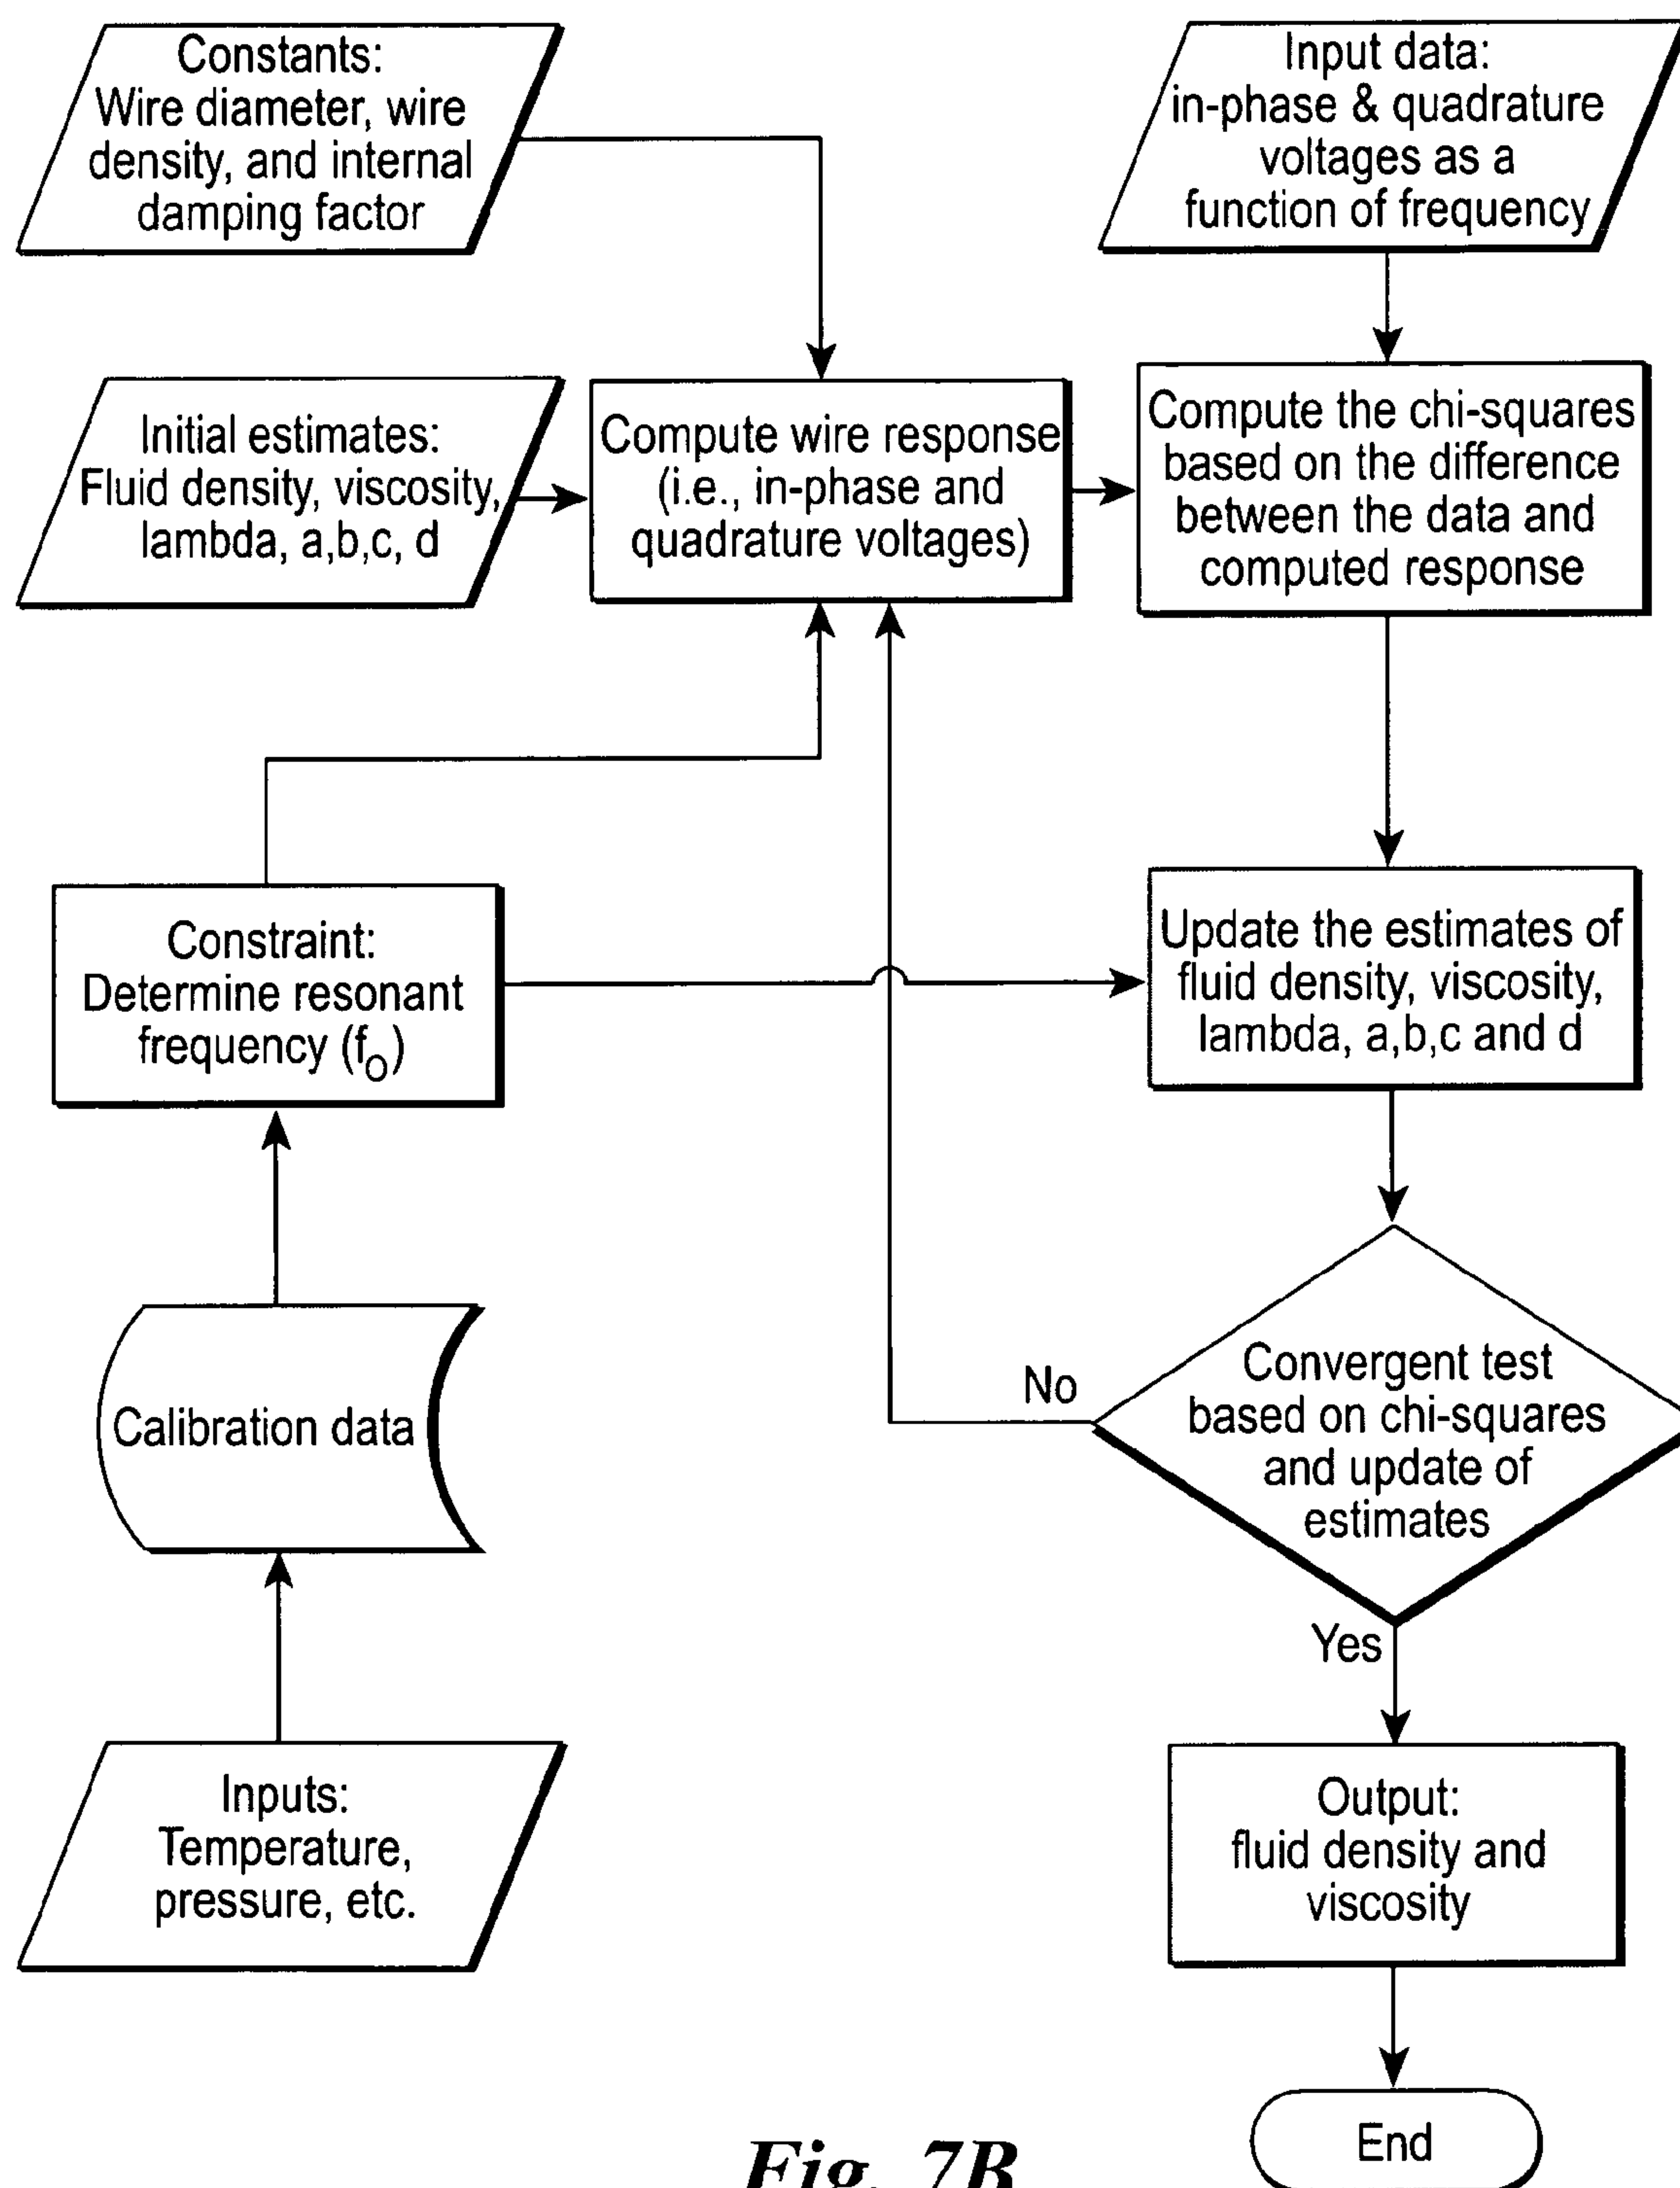 Constants:
Wire diameter, wire
density, and internal
damping factor
Input data:
in-phase & quadrature
voltages as a
function of frequency
Initial estimates:
Fluid density, viscosity,
lambda, a,b,c, d
Compute wire response
(i.e., in-phase and
quadrature voltages)
Compute the chi-squares
based on the difference
between the data and
computed response
Constraint:
Determine resonant
frequency (fO)
Update the estimates of
fluid density, viscosity,
lambda, a,b,c and d
Calibration data
No
Convergent test
based on chi-squares
and update of
estimates
Yes
Inputs:
Temperature,
pressure, etc.
Output:
fluid density and
viscosity
End
Fig. 7B